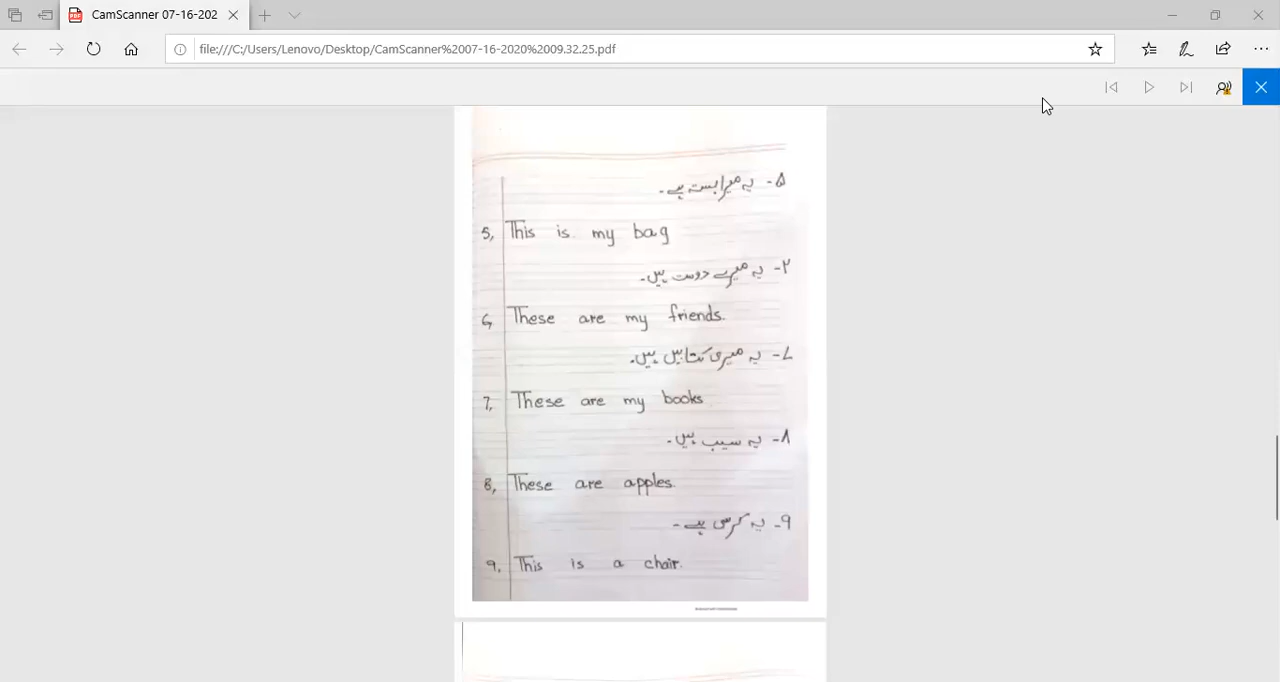 CamScanner 07-16-202
file:///C:/Users/Lenovo/Desktop/CamScanner%2007-16-2020%2009.32.25.pdf
۵- یہ میرا بستہ ہے۔
5, This is my bag
۶- یہ میرے دوست ہیں۔
6, These are my friends.
۷- یہ میری کتابیں ہیں۔
7, These are my books
۸- یہ سیب ہیں۔
8, These are apples
۹- یہ کرسی ہے۔
9, This is a chair.